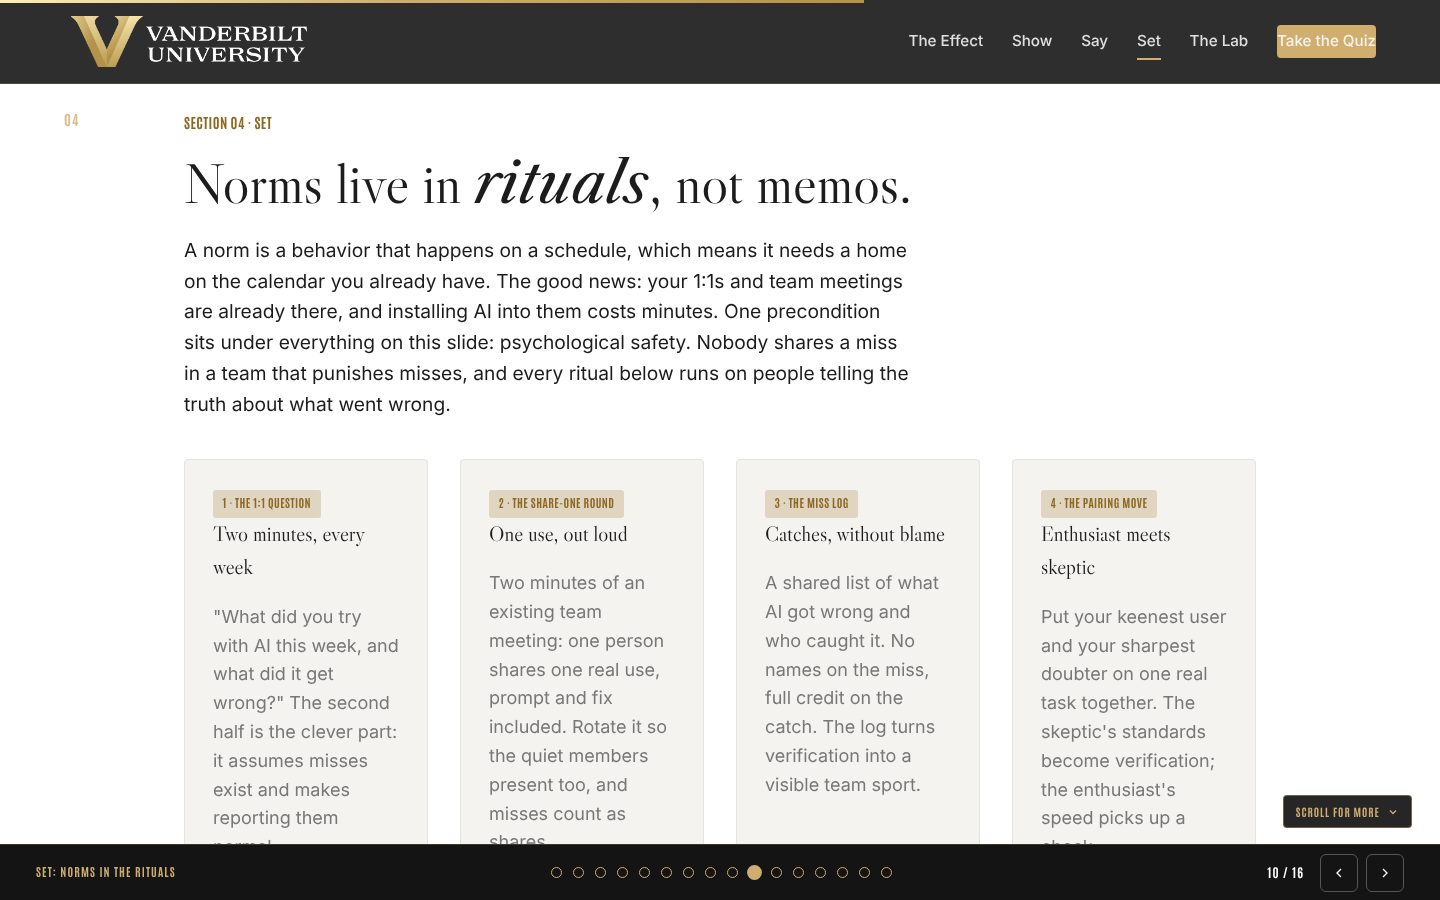 VANDERBILT
UNIVERSITY
The Effect
Show
Say
Set
The Lab
Take the Quiz
04
SECTION 04 · SET
Norms live in rituals, not memos.
A norm is a behavior that happens on a schedule, which means it needs a home
on the calendar you already have. The good news: your 1:1s and team meetings
are already there, and installing AI into them costs minutes. One precondition
sits under everything on this slide: psychological safety. Nobody shares a miss
in a team that punishes misses, and every ritual below runs on people telling the
truth about what went wrong.
1 · THE 1:1 QUESTION
Two minutes, every
week
"What did you try
with AI this week, and
what did it get
wrong?" The second
half is the clever part:
it assumes misses
exist and makes
reporting them
normal.
2 · THE SHARE-ONE ROUND
One use, out loud
Two minutes of an
existing team
meeting: one person
shares one real use,
prompt and fix
included. Rotate it so
the quiet members
present too, and
misses count as
shares.
3 · THE MISS LOG
Catches, without blame
A shared list of what
AI got wrong and
who caught it. No
names on the miss,
full credit on the
catch. The log turns
verification into a
visible team sport.
4 · THE PAIRING MOVE
Enthusiast meets
skeptic
Put your keenest user
and your sharpest
doubter on one real
task together. The
skeptic's standards
become verification;
the enthusiast's
speed picks up a
check.
SCROLL FOR MORE
SET: NORMS IN THE RITUALS
10 / 16